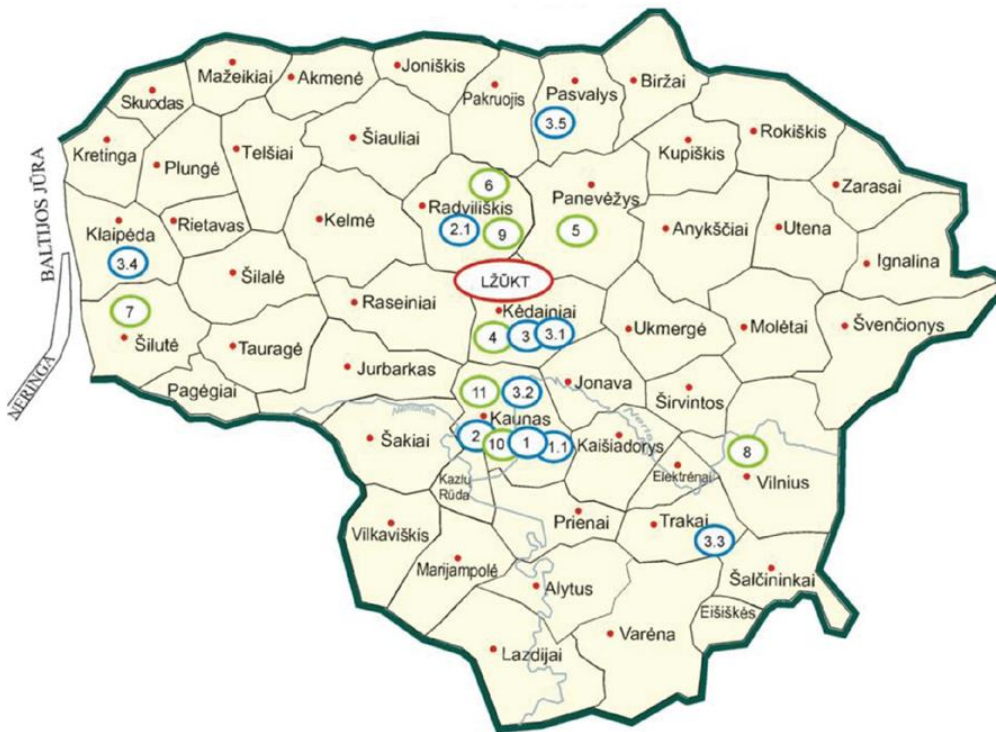 Joniškis
Mažeikiai
Akmenė
Pasvalys
Biržai
Pakruojis
Skuodas
3.5
Rokiškis
Šiauliai
Kretinga
Telšiai
Kupiškis
Plungė
Zarasai
6
Panevėžys
Radviliškis
BALTIJOS JŪRA
Kelmė
Rietavas
2.1
9
5
Anykščiai
Utena
Klaipėda
3.4
Ignalina
Šilalė
LŽŪKT
Raseiniai
7
Kėdainiai
Ukmergė
Molėtai
Švenčionys
Šilutė
4
3
3.1
Tauragė
Jurbarkas
NERINGA
Pagėgiai
11
3.2
Jonava
Širvintos
Nemunas
Kaunas
Neris
Šakiai
2
10
1
1.1
Kaišiadorys
8
Kazlų
Rūda
Elektrėnai
Vilnius
Prienai
Trakai
Vilkaviškis
3.3
Marijampolė
Šalčininkai
Alytus
Eišiškės
Varėna
Lazdijai